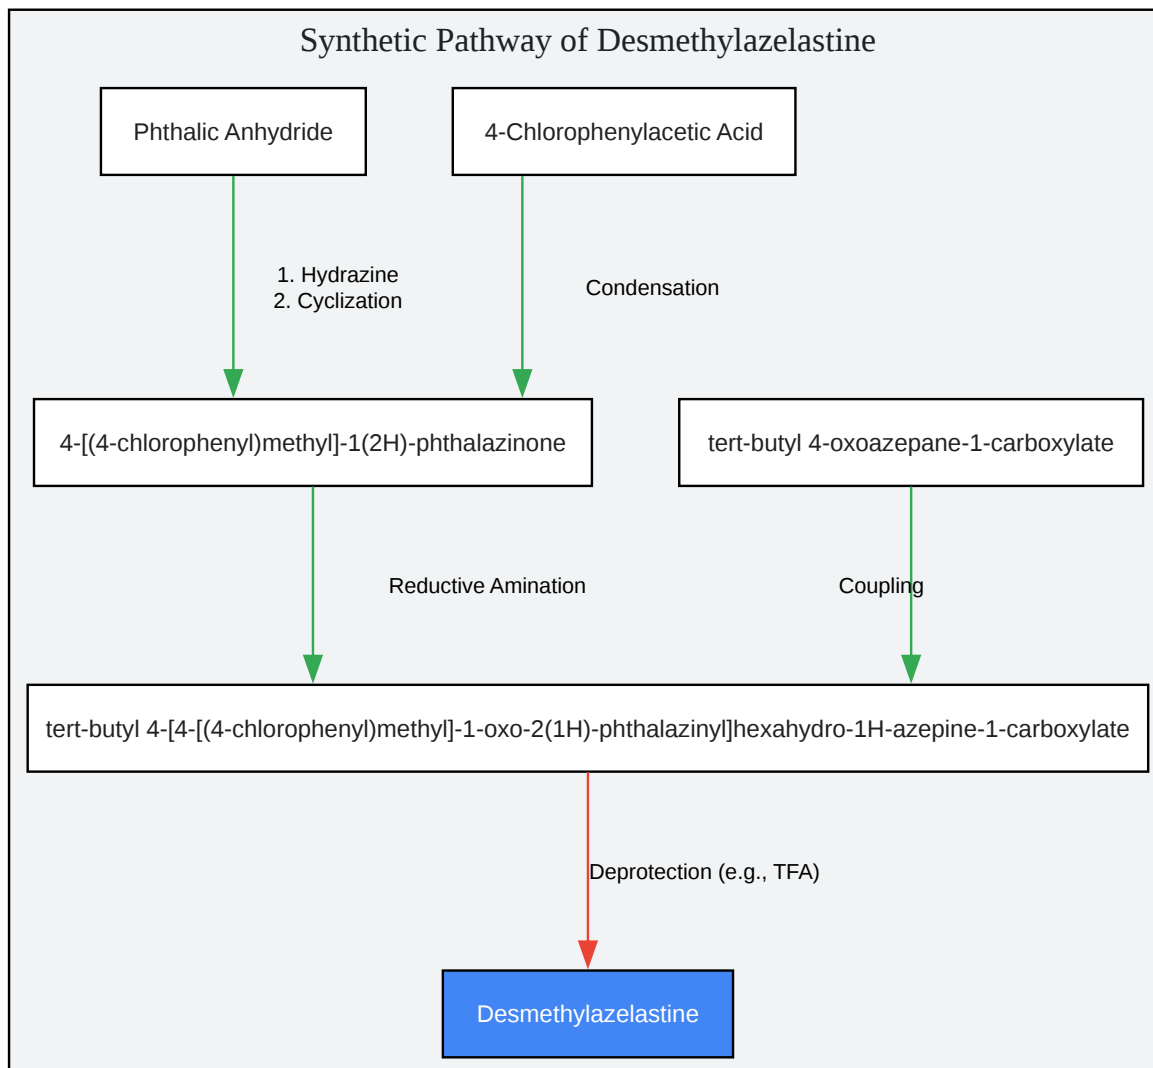 Synthetic Pathway of Desmethylazelastine
Phthalic Anhydride
4-Chlorophenylacetic Acid
1. Hydrazine
2. Cyclization
Condensation
4-[(4-chlorophenyl)methyl]-1(2H)-phthalazinone
tert-butyl 4-oxoazepane-1-carboxylate
Reductive Amination
Coupling
tert-butyl 4-[4-[(4-chlorophenyl)methyl]-1-oxo-2(1H)-phthalazinyl]hexahydro-1H-azepine-1-carboxylate
Deprotection (e.g., TFA)
Desmethylazelastine